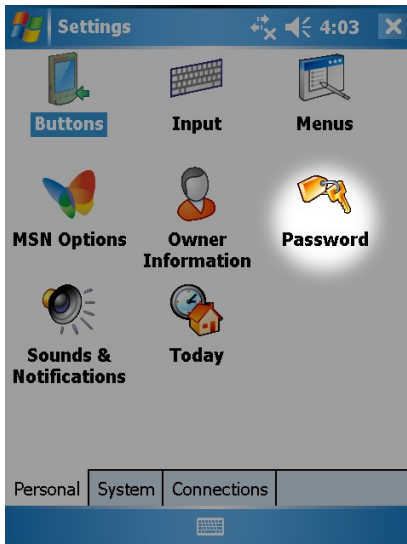 Settings 4:03
Buttons Input Menus
MSN Options Owner Information Password
Sounds & Notifications Today
Personal System Connections